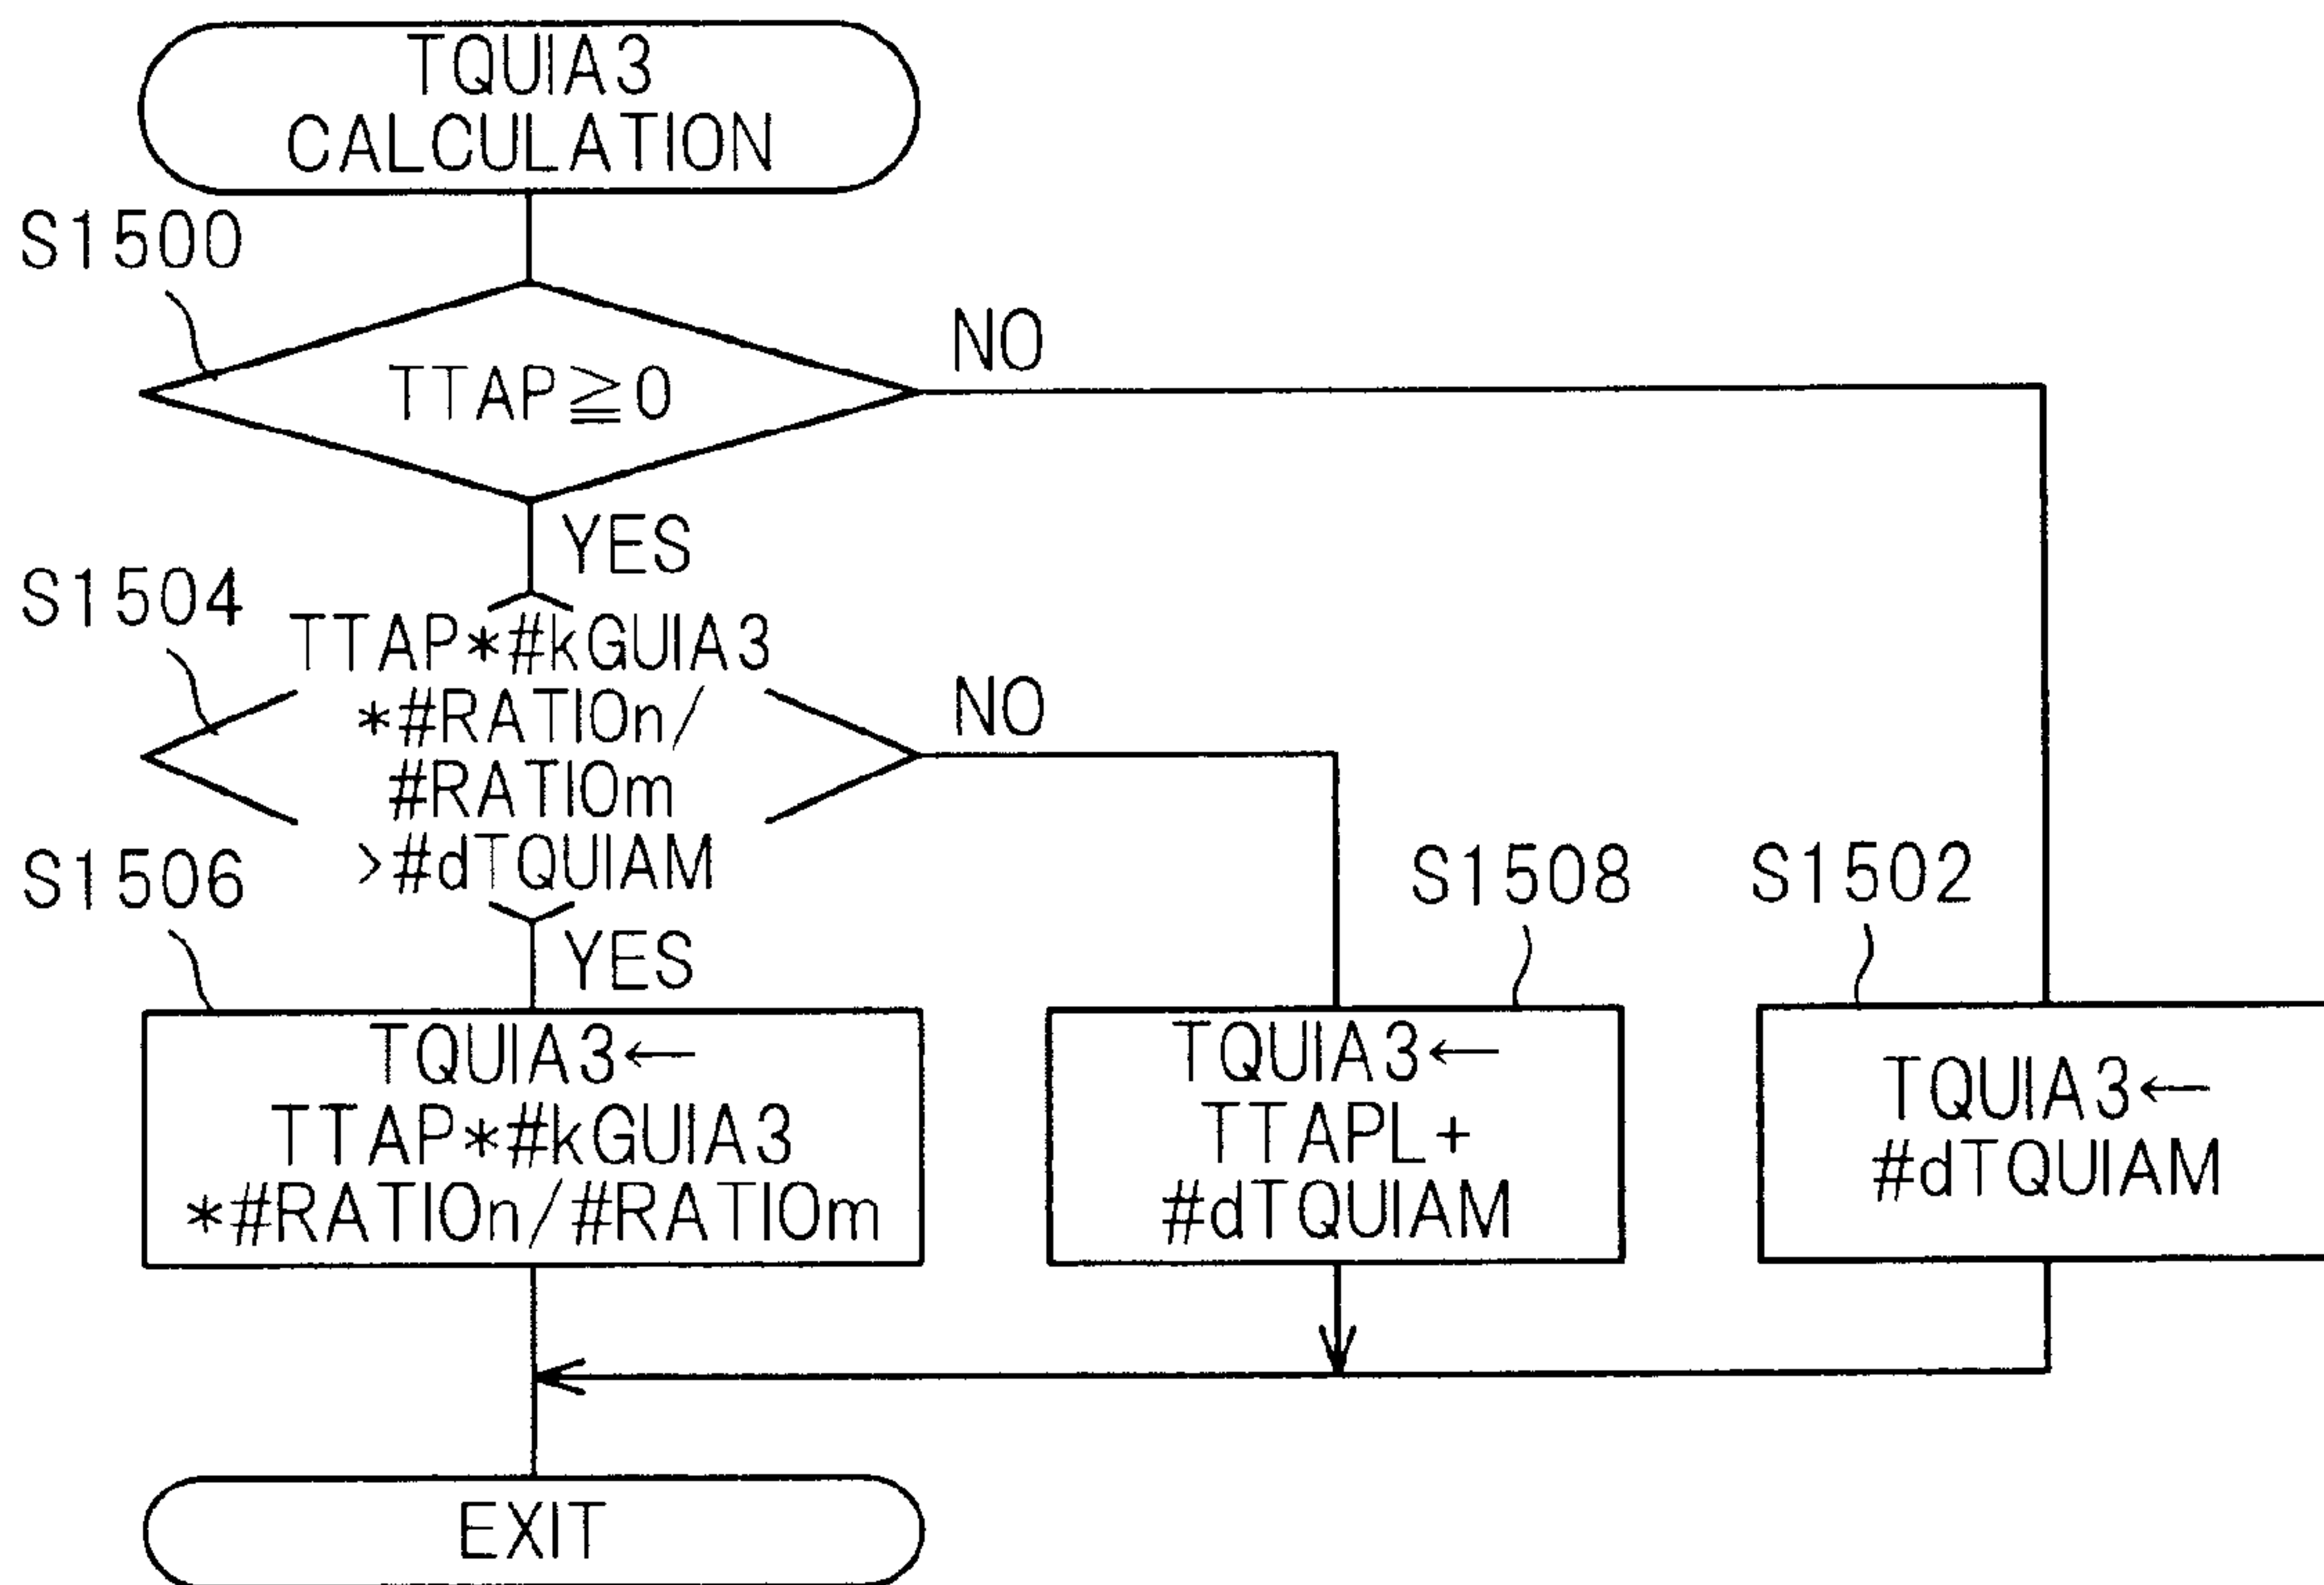 TQUIA3
CALCULATION
S1500
TTAP≧0
NO
YES
S1504
TTAP*#kGUIA3
*#RATIOn/
#RATIOm
>#dTQUIAM
NO
YES
S1506
TQUIA3←
TTAP*#kGUIA3
*#RATIOn/#RATIOm
S1508
TQUIA3←
TTAPL+
#dTQUIAM
S1502
TQUIA3←
#dTQUIAM
EXIT